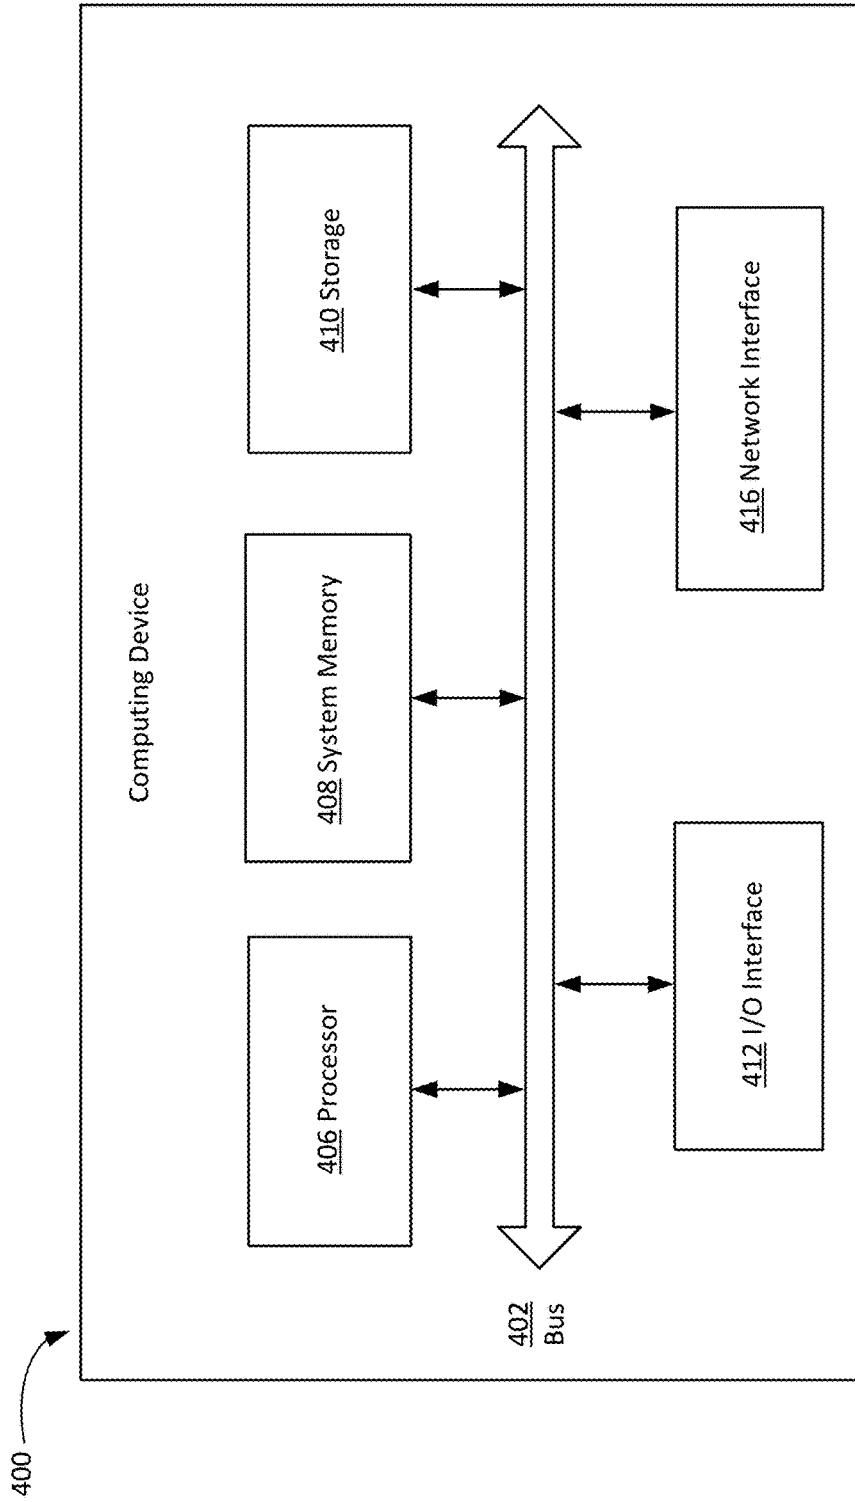 400
Computing Device
406 Processor
408 System Memory
410 Storage
402
Bus
412 I/O Interface
416 Network Interface